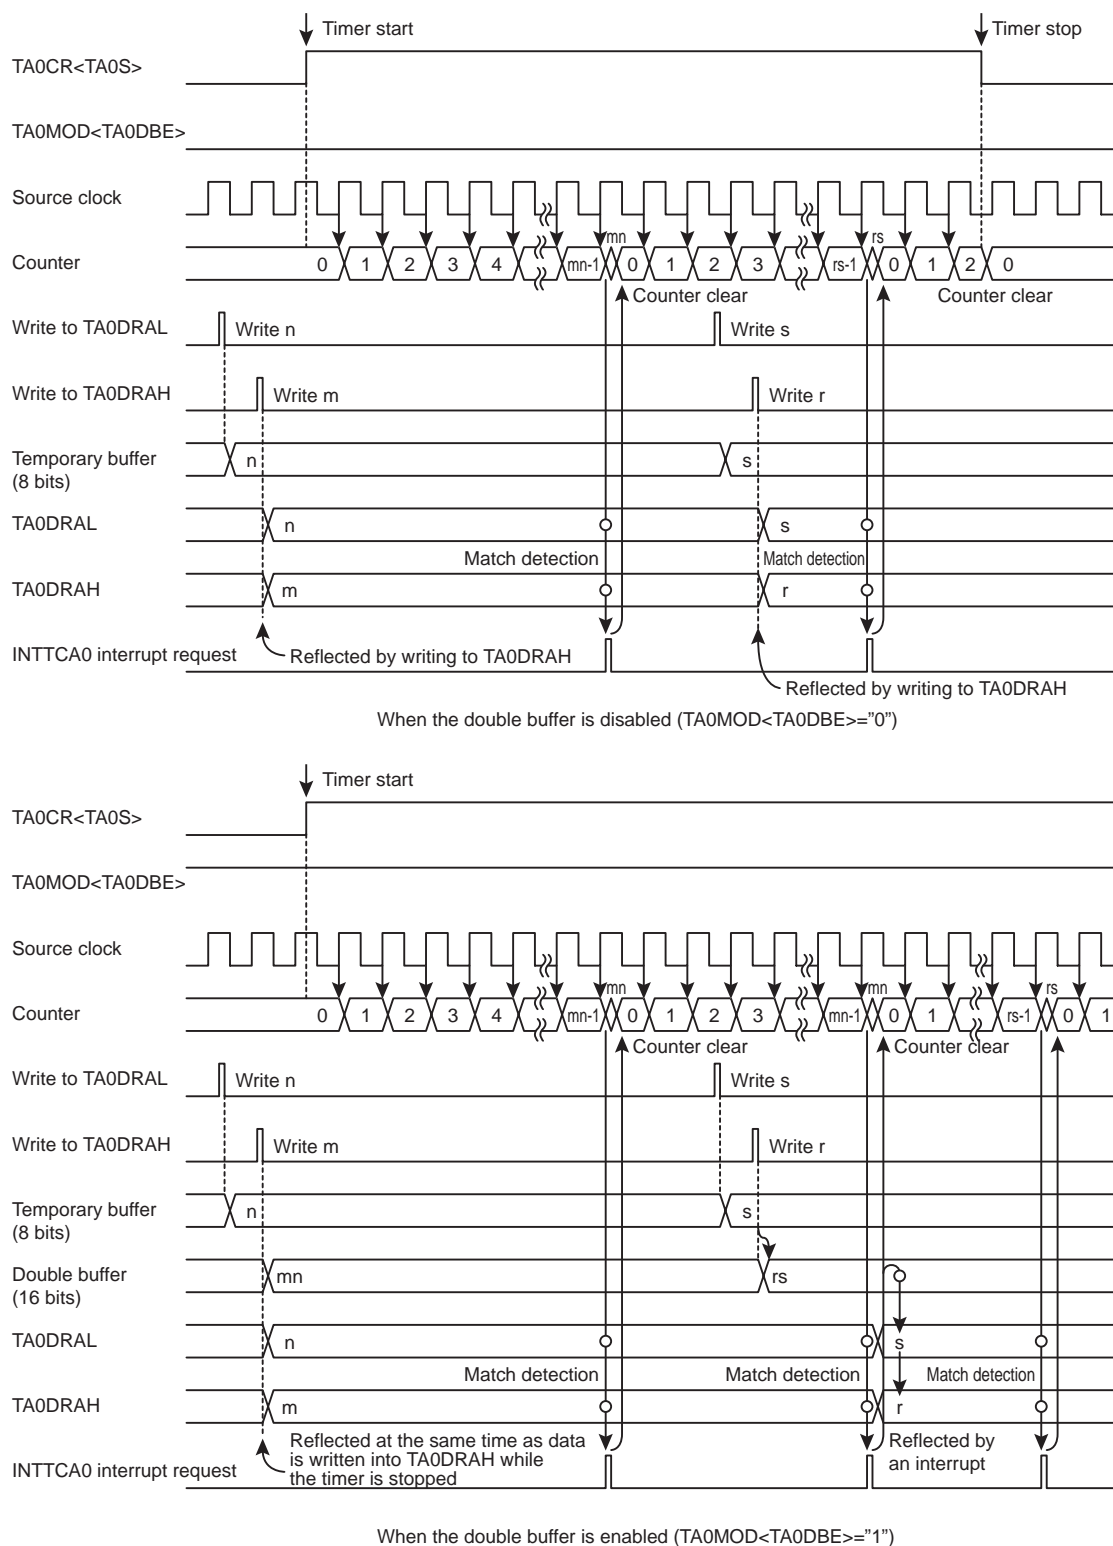 Timer start Timer stop
TA0CR<TA0S>
TA0MOD<TA0DBE>
Source clock
mn rs
Counter 0 1 2 3 4 mn-1 0 1 2 3 rs-1 0 1 2 0
Counter clear Counter clear
Write to TA0DRAL Write n Write s
Write to TA0DRAH Write m Write r
Temporary buffer n s
(8 bits)
TA0DRAL n s
Match detection Match detection
TA0DRAH m r
INTTCA0 interrupt request Reflected by writing to TA0DRAH
Reflected by writing to TA0DRAH
When the double buffer is disabled (TA0MOD<TA0DBE>=”0”)
Timer start
TA0CR<TA0S>
TA0MOD<TA0DBE>
Source clock
mn mn rs
Counter 0 1 2 3 4 mn-1 0 1 2 3 mn-1 0 1 rs-1 0 1
Counter clear Counter clear
Write to TA0DRAL Write n Write s
Write to TA0DRAH Write m Write r
Temporary buffer n s
(8 bits)
Double buffer mn rs
(16 bits)
TA0DRAL n s
Match detection Match detection Match detection
TA0DRAH m r
Reflected at the same time as data Reflected by
is written into TA0DRAH while an interrupt
INTTCA0 interrupt request the timer is stopped
When the double buffer is enabled (TA0MOD<TA0DBE>=”1”)